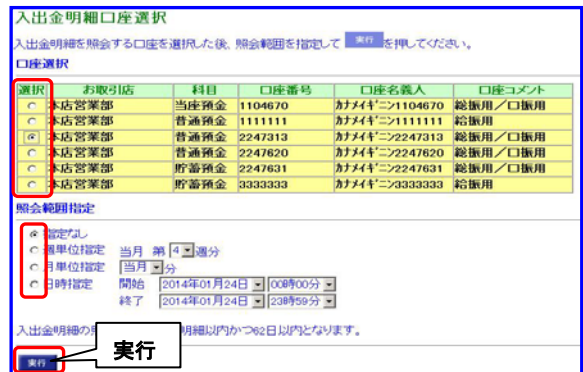 入出金明細口座選択
入出金明細を照会する口座を選択した後、照会範囲を指定して 実行 を押してください。
口座選択
選択 お取引店 科目 口座番号 口座名義人 口座コメント
本店営業部 当座預金 1104670 カナメイギニン1104670 総振用/口振用
本店営業部 普通預金 1111111 カナメイギニン1111111 給振用
本店営業部 普通預金 2247313 カナメイギニン2247313 総振用/口振用
本店営業部 普通預金 2247620 カナメイギニン2247620 総振用/口振用
本店営業部 貯蓄預金 2247631 カナメイギニン2247631 総振用/口振用
本店営業部 貯蓄預金 3333333 カナメイギニン3333333 給振用
照会範囲指定
指定なし
週単位指定 当月 第 4 週分
月単位指定 当月 分
日時指定 開始 2014年01月24日 00時00分
終了 2014年01月24日 23時59分
入出金明細の 明細以内かつ62日以内となります。
実行
実行